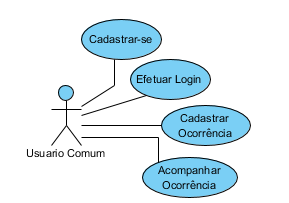 Cadastrar-se
Efetuar Login
Cadastrar
Ocorrência
Usuario Comum
Acompanhar
Ocorrência